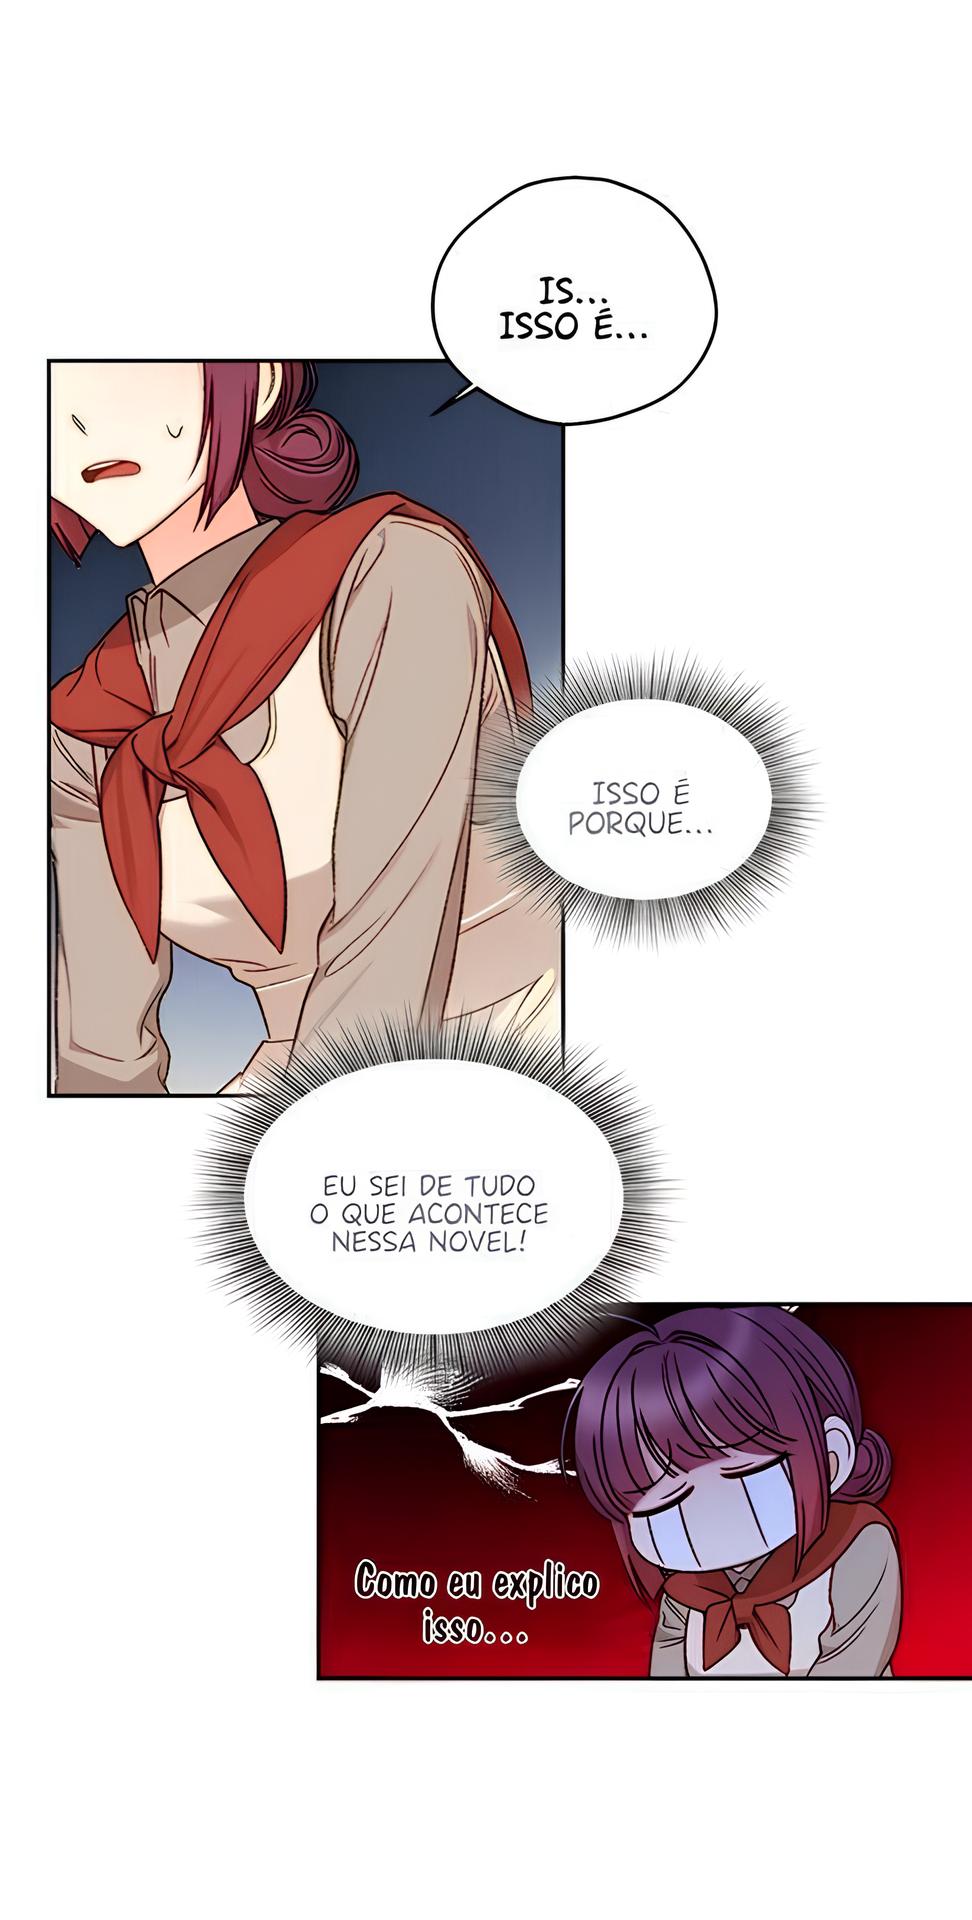 IS...
ISSO É...
ISSO É
PORQUE...
EU SEI DE TUDO
O QUE ACONTECE
NESSA NOVEL!
Como eu explico
isso...